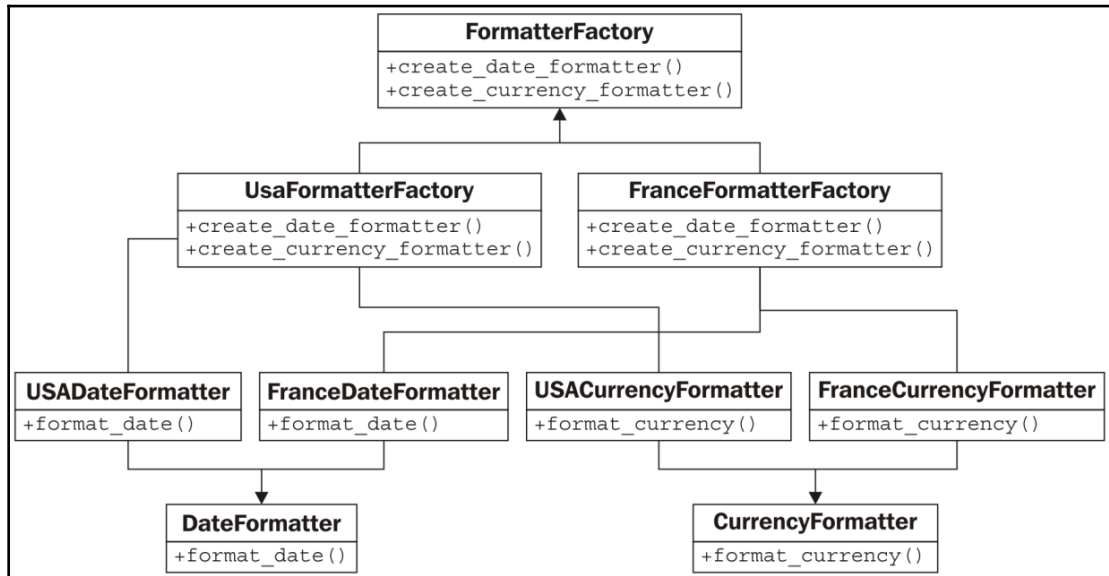 FormatterFactory
+create_date_formatter()
+create_currency_formatter()
UsaFormatterFactory
+create_date_formatter()
+create_currency_formatter()
FranceFormatterFactory
+create_date_formatter()
+create_currency_formatter()
USADateFormatter
+format_date()
FranceDateFormatter
+format_date()
USACurrencyFormatter
+format_currency()
FranceCurrencyFormatter
+format_currency()
DateFormatter
+format_date()
CurrencyFormatter
+format_currency()